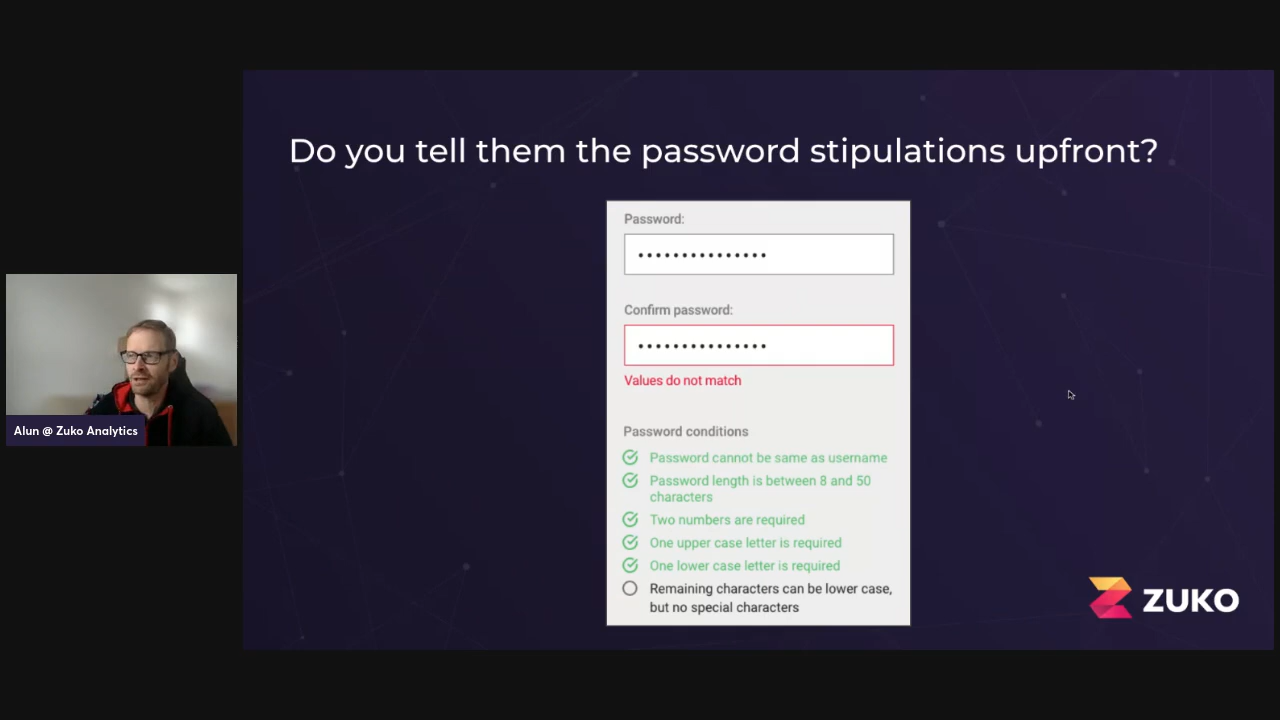 Do you tell them the password stipulations upfront?
Password:
Confirm password:
Values do not match
Password conditions
Password cannot be same as username
Password length is between 8 and 50
characters
Two numbers are required
One upper case letter is required
One lower case letter is required
Remaining characters can be lower case,
but no special characters
Alun @ Zuko Analytics
ZUKO